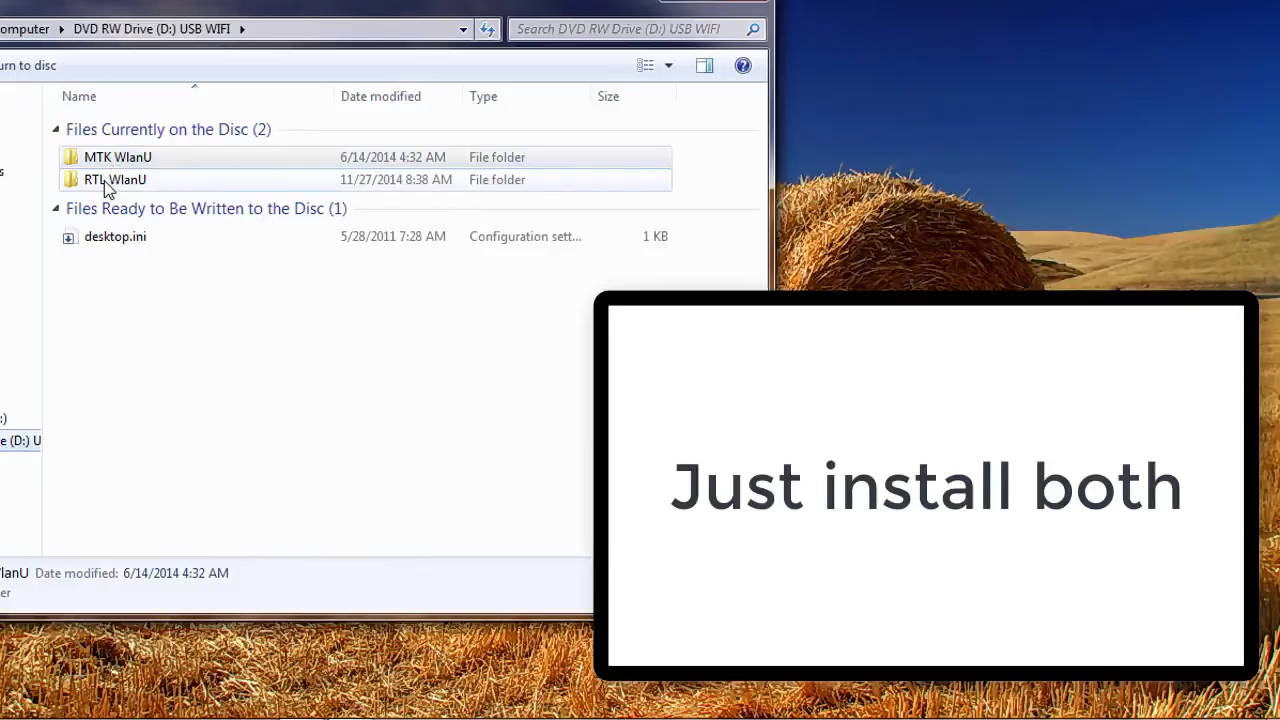 omputer ▸ DVD RW Drive (D:) USB WIFI ▸ Search DVD RW Drive (D:) USB WIFI
urn to disc
Name Date modified Type Size
Files Currently on the Disc (2)
MTK WlanU 6/14/2014 4:32 AM File folder
RTL WlanU 11/27/2014 8:38 AM File folder
Files Ready to Be Written to the Disc (1)
desktop.ini 5/28/2011 7:28 AM Configuration sett... 1 KB
s
:)
e (D:) U
Just install both
VlanU Date modified: 6/14/2014 4:32 AM
er